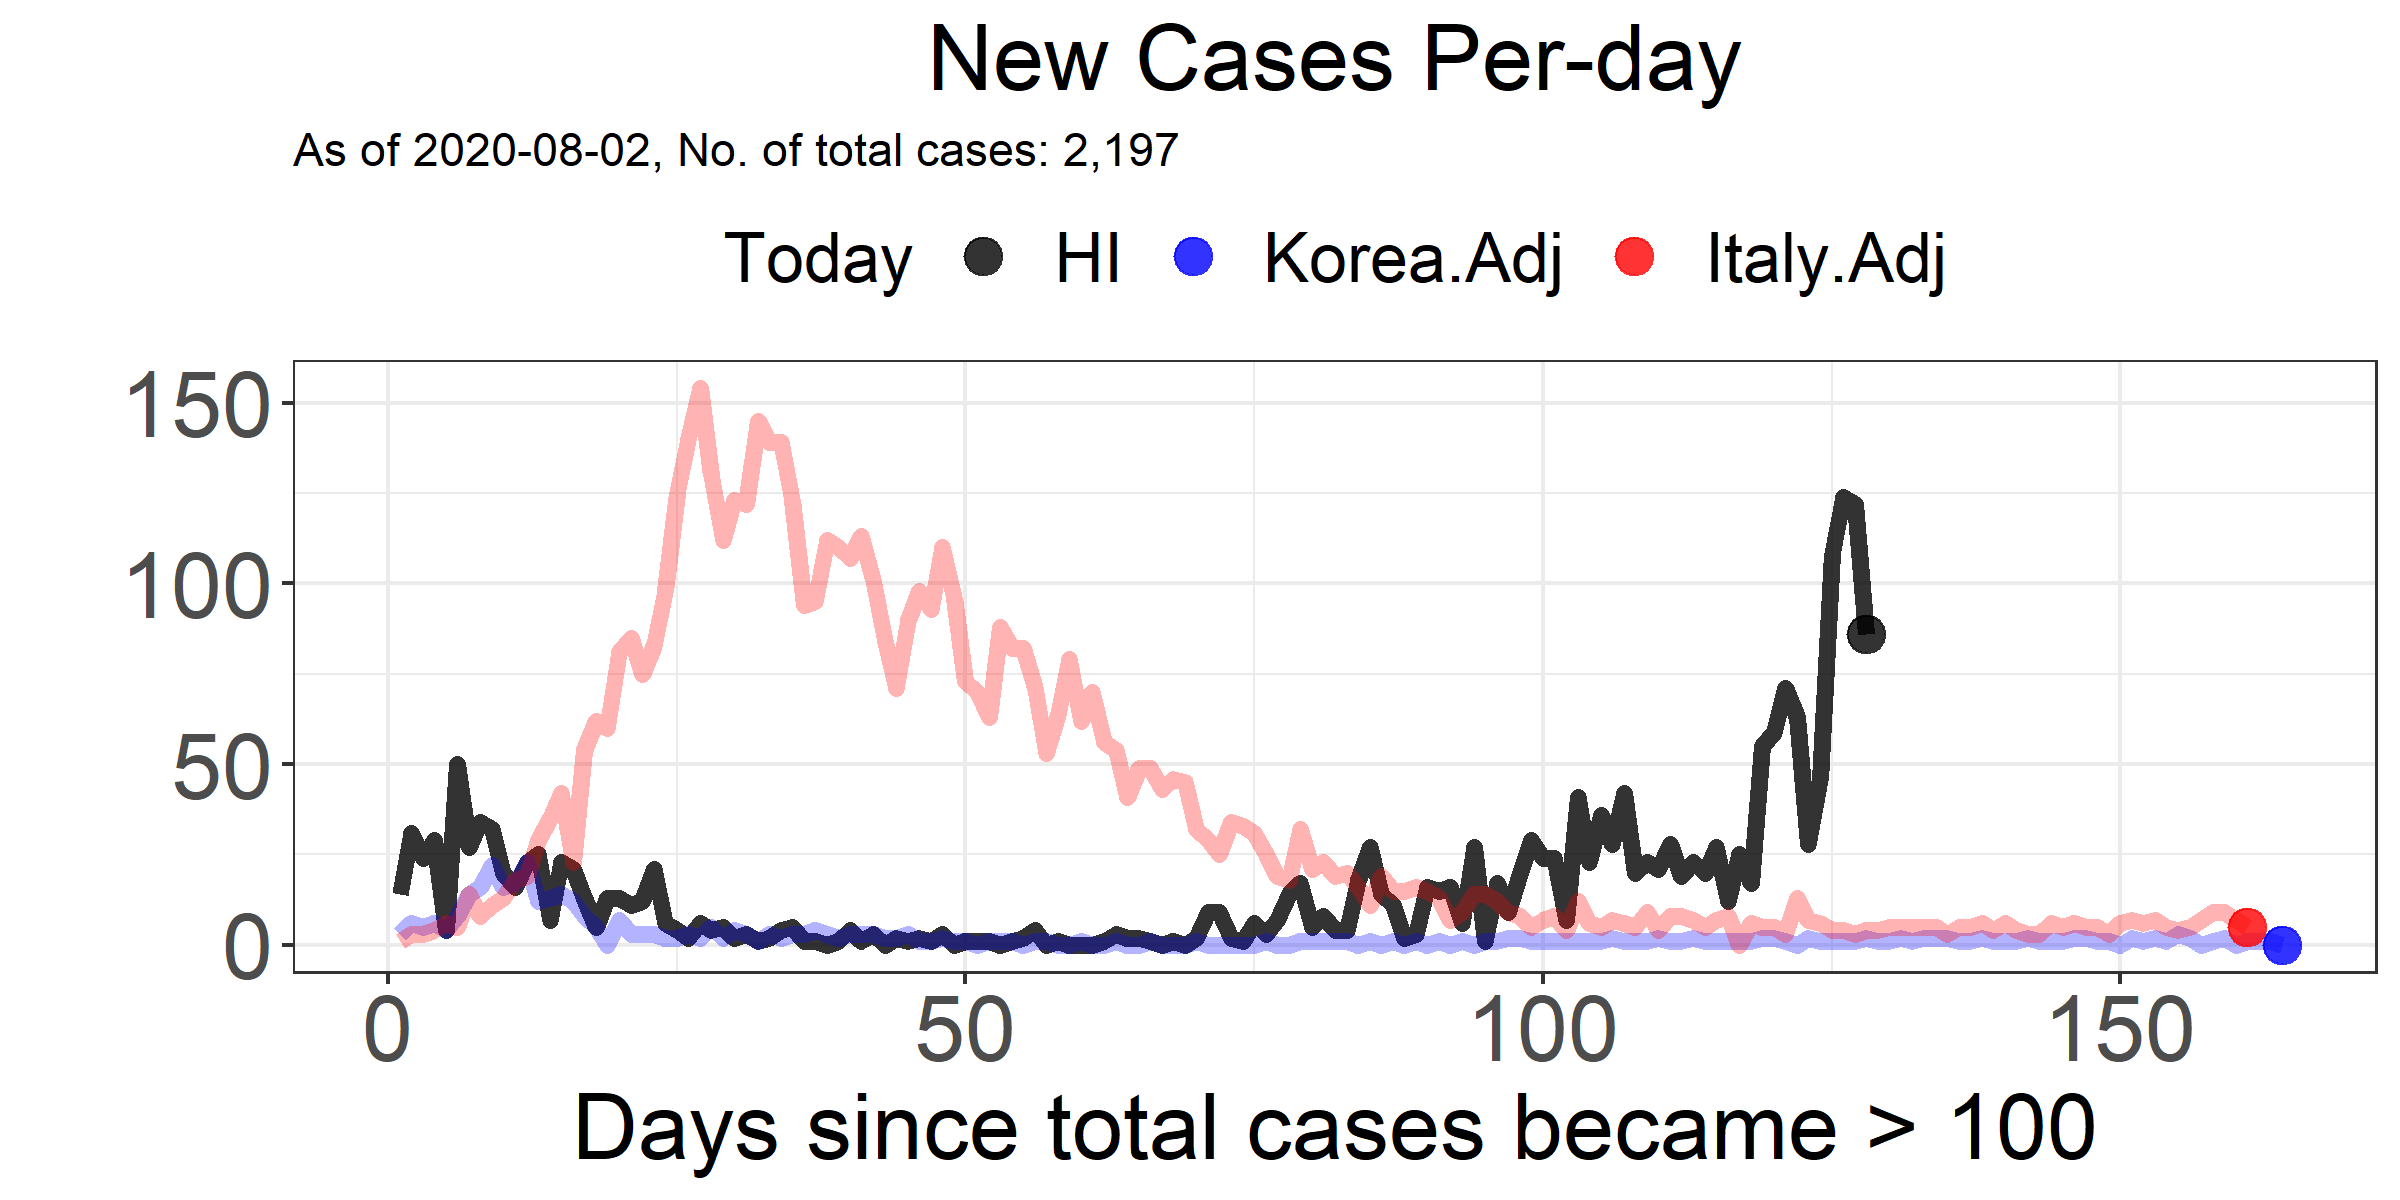 New Cases Per-day
As of 2020-08-02, No. of total cases: 2,197
Today HI Korea.Adj Italy.Adj
150
100
50
0
0 50 100 150
Days since total cases became > 100